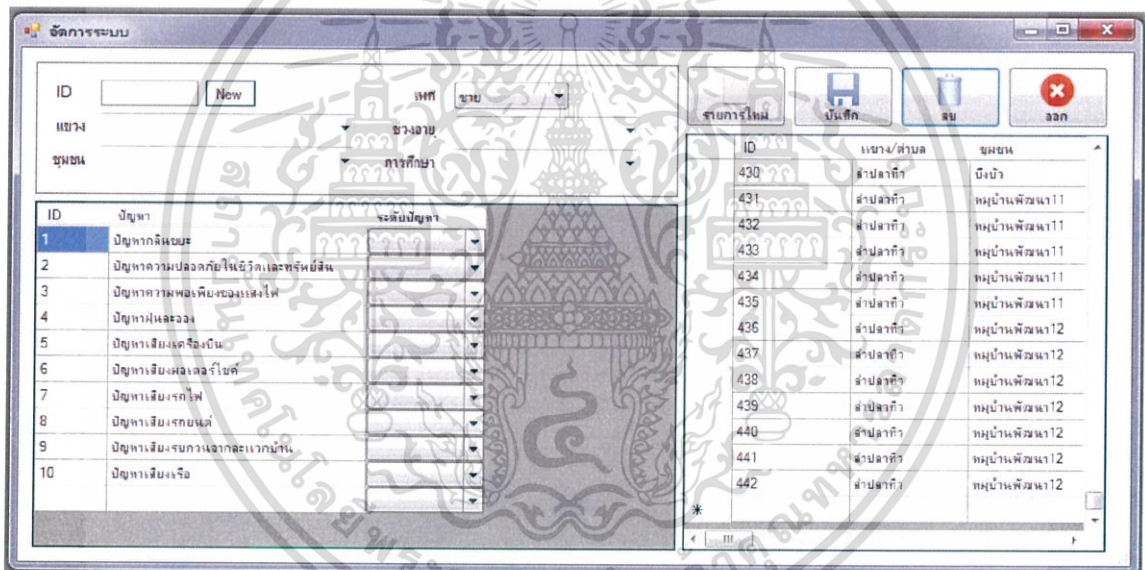 จัดการระบบ
ID New เพศ ชาย
แขวง ช่วงอายุ
ชุมชน การศึกษา
รายการใหม่ บันทึก ลบ ออก
ID ปัญหา ระดับปัญหา
1 ปัญหากลิ่นขยะ
2 ปัญหาความปลอดภัยในชีวิตและทรัพย์สิน
3 ปัญหาความพอเพียงของแสงไฟ
4 ปัญหาฝุ่นละออง
5 ปัญหาเสียงเครื่องบิน
6 ปัญหาเสียงมอเตอร์ไซค์
7 ปัญหาเสียงรถไฟ
8 ปัญหาเสียงรถยนต์
9 ปัญหาเสียงรบกวนจากละแวกบ้าน
10 ปัญหาเสียงเรือ
ID แขวง/ตำบล ชุมชน
430 ลำปลาทิว บึงบัว
431 ลำปลาทิว หมู่บ้านพัฒนา11
432 ลำปลาทิว หมู่บ้านพัฒนา11
433 ลำปลาทิว หมู่บ้านพัฒนา11
434 ลำปลาทิว หมู่บ้านพัฒนา11
435 ลำปลาทิว หมู่บ้านพัฒนา11
436 ลำปลาทิว หมู่บ้านพัฒนา12
437 ลำปลาทิว หมู่บ้านพัฒนา12
438 ลำปลาทิว หมู่บ้านพัฒนา12
439 ลำปลาทิว หมู่บ้านพัฒนา12
440 ลำปลาทิว หมู่บ้านพัฒนา12
441 ลำปลาทิว หมู่บ้านพัฒนา12
442 ลำปลาทิว หมู่บ้านพัฒนา12